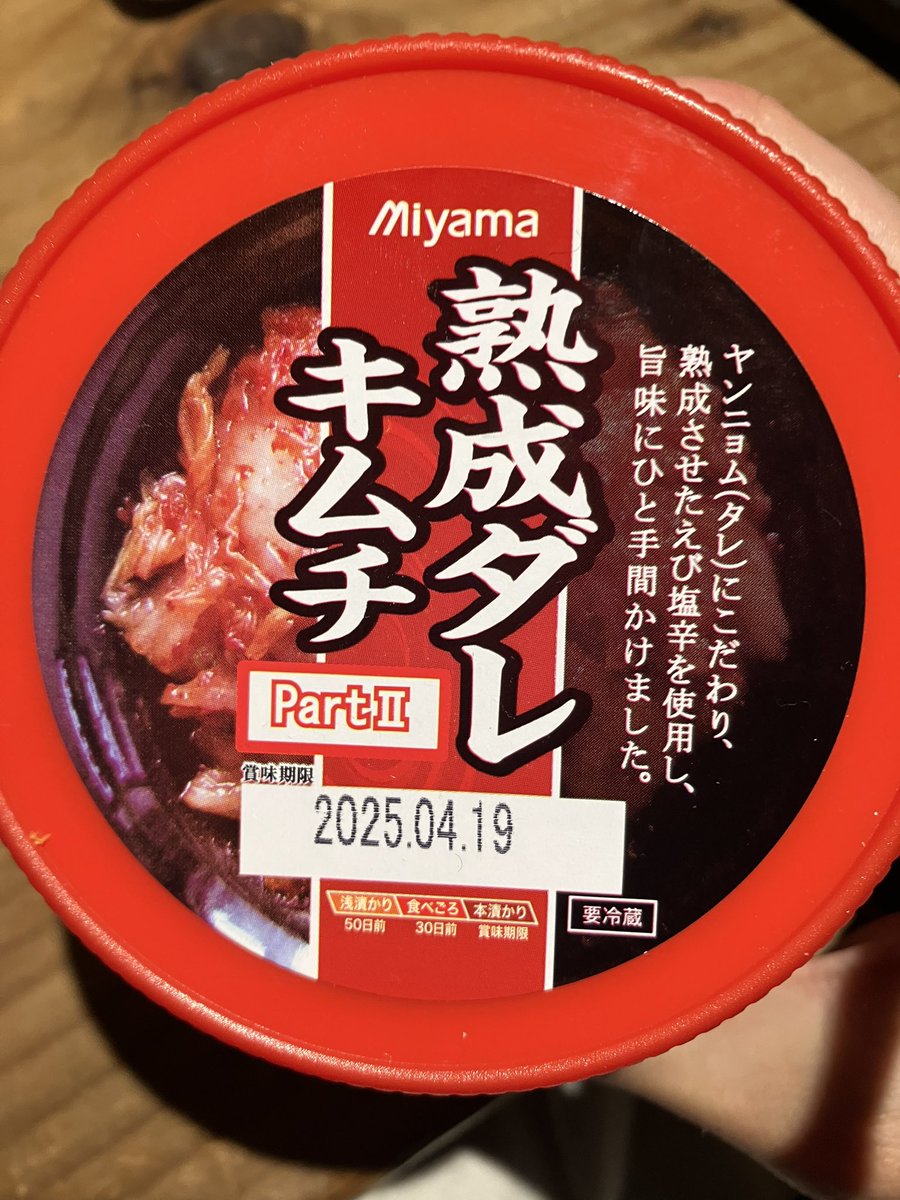 Miyama
熟成ダレ
キムチ
Part II
ヤンニョム(タレ)にこだわり、
熟成させたえび塩辛を使用し、
旨味にひと手間かけました。
賞味期限
2025.04.19
浅漬かり 食べごろ 本漬かり
50日前 30日前 賞味期限
要冷蔵